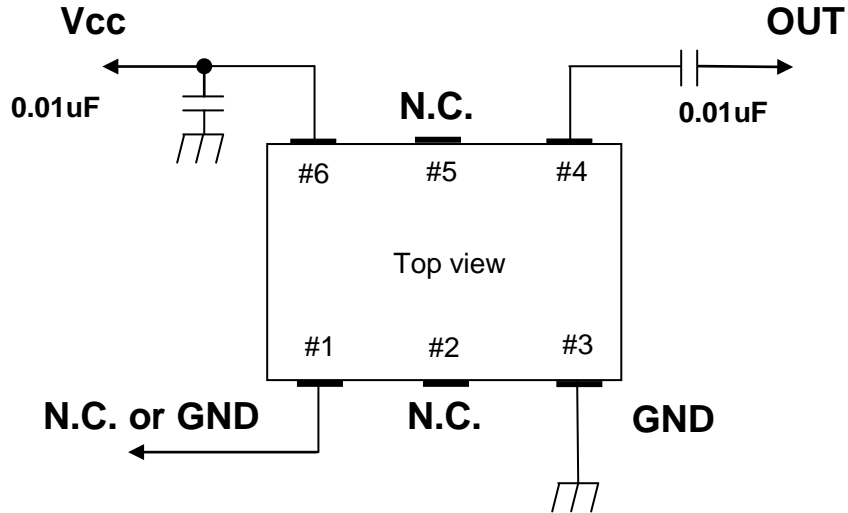 Vcc
OUT
0.01uF
N.C.
0.01uF
#6
#5
#4
Top view
#1
#2
#3
N.C. or GND
N.C.
GND